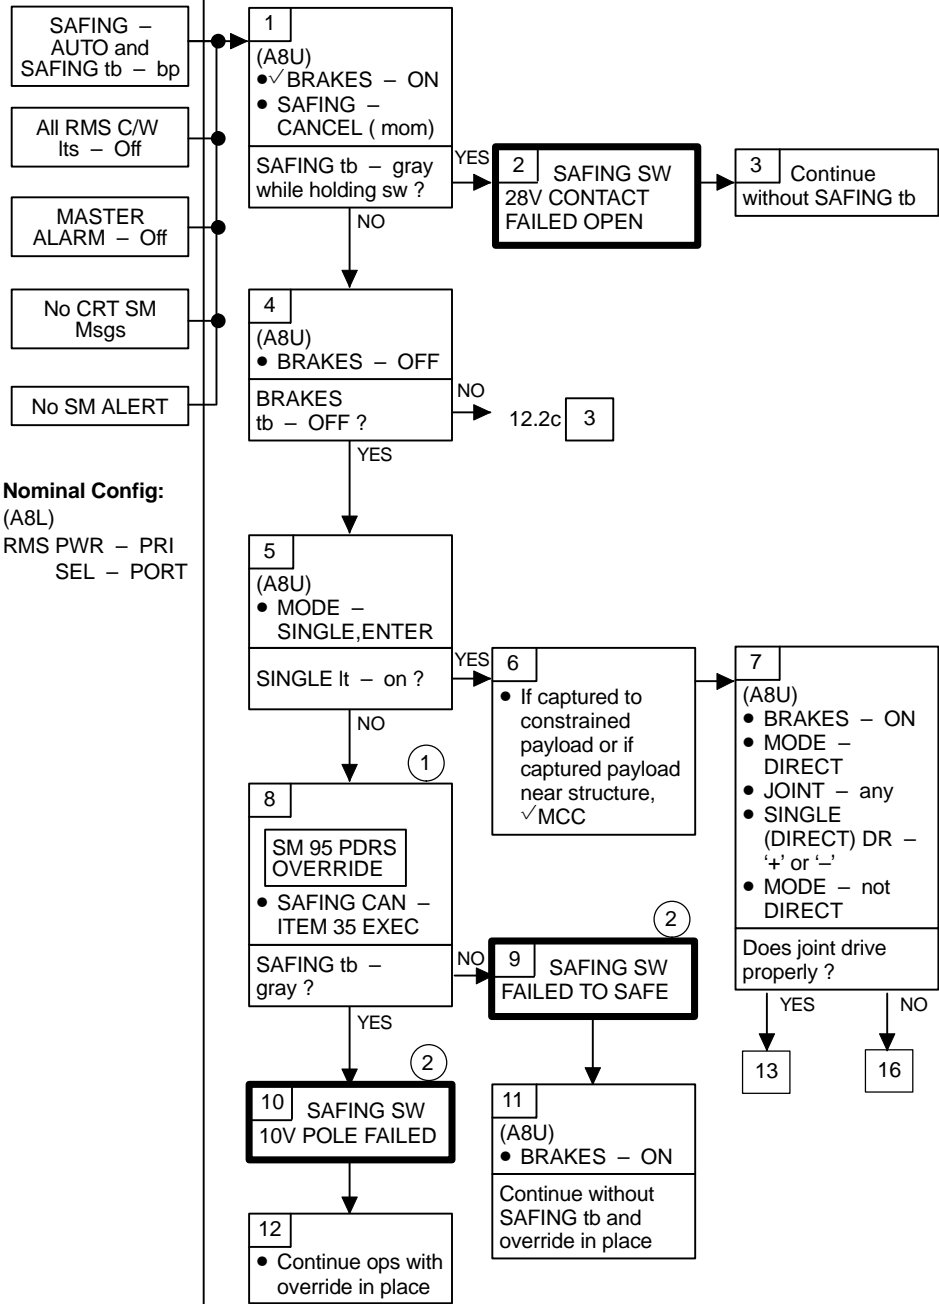 SAFING –
AUTO and
SAFING tb – bp
All RMS C/W
lts – Off
MASTER
ALARM – Off
No CRT SM
Msgs
No SM ALERT
Nominal Config:
(A8L)
RMS PWR – PRI
SEL – PORT
1
(A8U)
• √BRAKES – ON
• SAFING –
CANCEL ( mom)
SAFING tb – gray
while holding sw ?
YES
NO
2
SAFING SW
28V CONTACT
FAILED OPEN
3
Continue
without SAFING tb
4
(A8U)
• BRAKES – OFF
BRAKES
tb – OFF ?
NO
12.2c 3
YES
5
(A8U)
• MODE –
SINGLE,ENTER
SINGLE lt – on ?
YES
NO
6
• If captured to
constrained
payload or if
captured payload
near structure,
√MCC
7
(A8U)
• BRAKES – ON
• MODE –
DIRECT
• JOINT – any
• SINGLE
(DIRECT) DR –
‘+’ or ‘–’
• MODE – not
DIRECT
Does joint drive
properly ?
YES
NO
13
16
1
8
SM 95 PDRS
OVERRIDE
• SAFING CAN –
ITEM 35 EXEC
SAFING tb –
gray ?
NO
YES
2
9
SAFING SW
FAILED TO SAFE
2
10
SAFING SW
10V POLE FAILED
11
(A8U)
• BRAKES – ON
Continue without
SAFING tb and
override in place
12
• Continue ops with
override in place